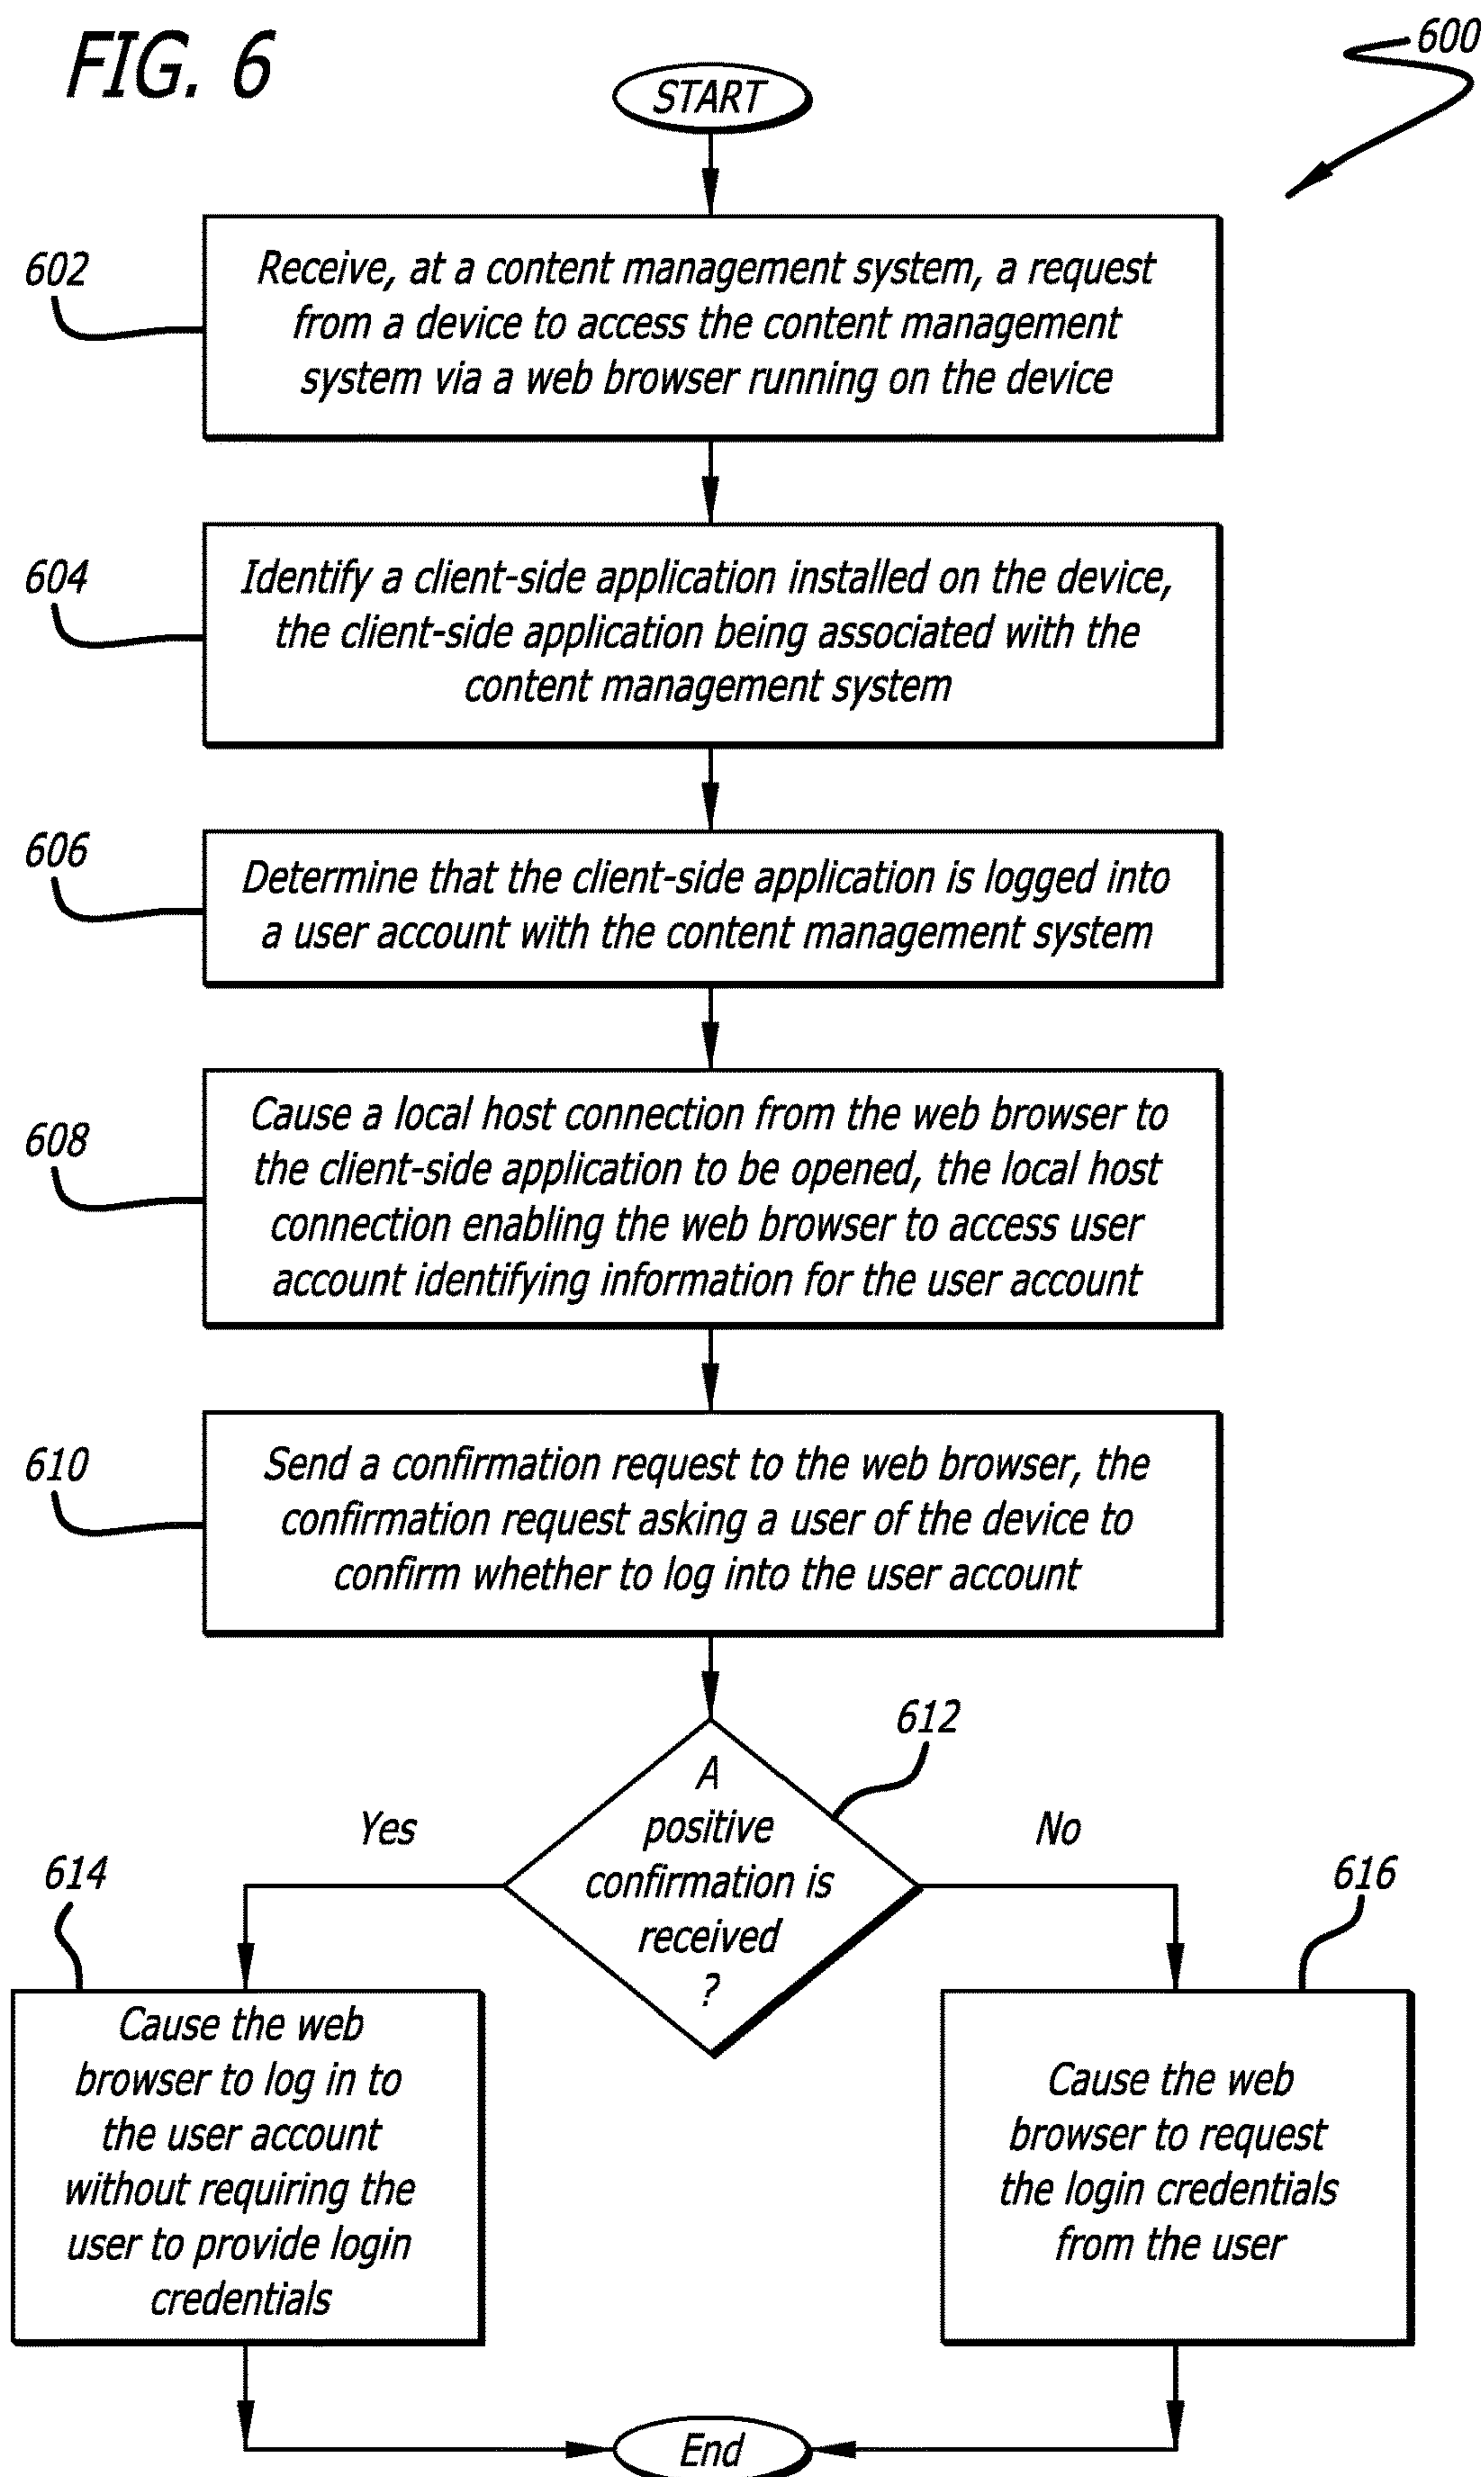 FIG. 6
600
START
602
Receive, at a content management system, a request
from a device to access the content management
system via a web browser running on the device
604
Identify a client-side application installed on the device,
the client-side application being associated with the
content management system
606
Determine that the client-side application is logged into
a user account with the content management system
608
Cause a local host connection from the web browser to
the client-side application to be opened, the local host
connection enabling the web browser to access user
account identifying information for the user account
610
Send a confirmation request to the web browser, the
confirmation request asking a user of the device to
confirm whether to log into the user account
612
A
positive
confirmation is
received
?
Yes
No
614
Cause the web
browser to log in to
the user account
without requiring the
user to provide login
credentials
616
Cause the web
browser to request
the login credentials
from the user
End